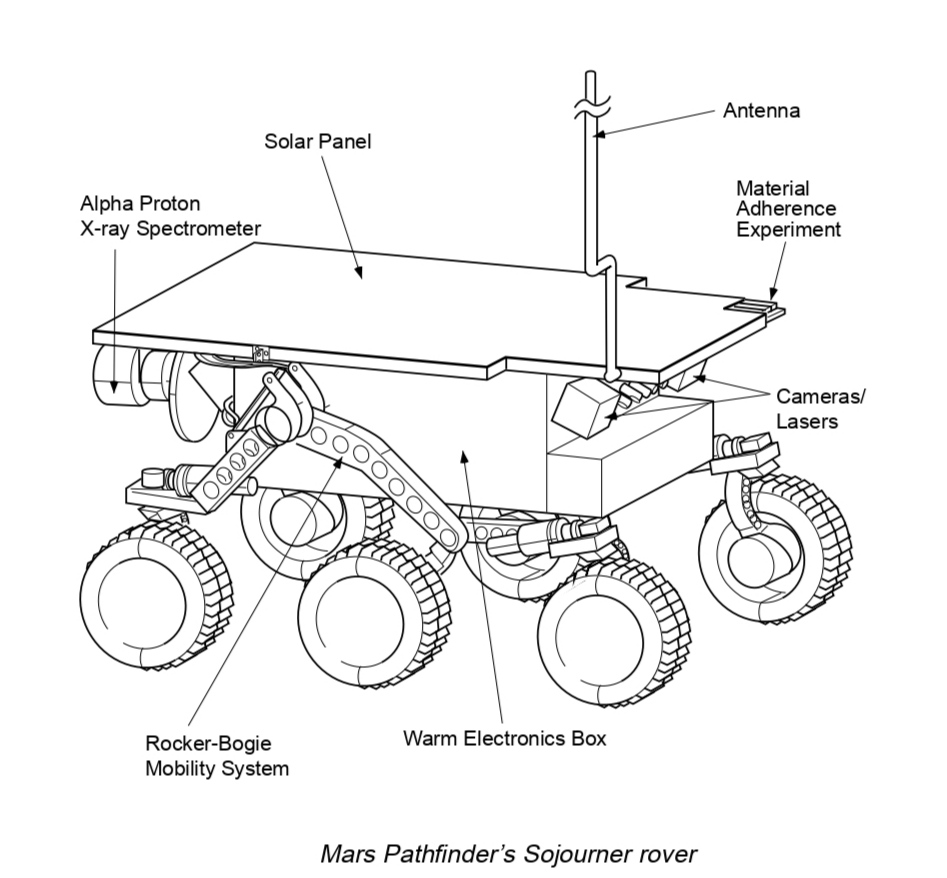 Antenna
Solar Panel
Material
Adherence
Experiment
Alpha Proton
X-ray Spectrometer
Cameras/
Lasers
Rocker-Bogie
Mobility System
Warm Electronics Box
Mars Pathfinder’s Sojourner rover